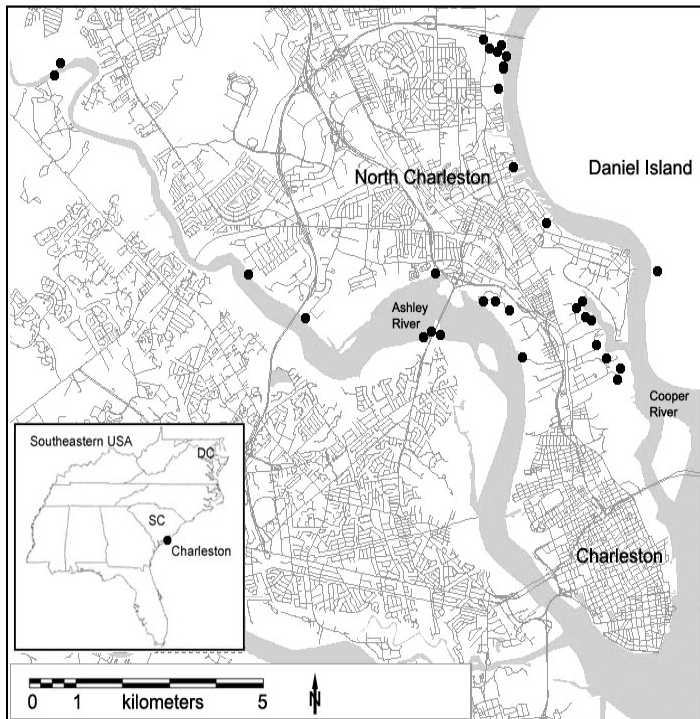 North Charleston
Daniel Island
Ashley
River
Cooper
River
Southeastern USA
DC
SC
Charleston
Charleston
0 1 kilometers 5
N